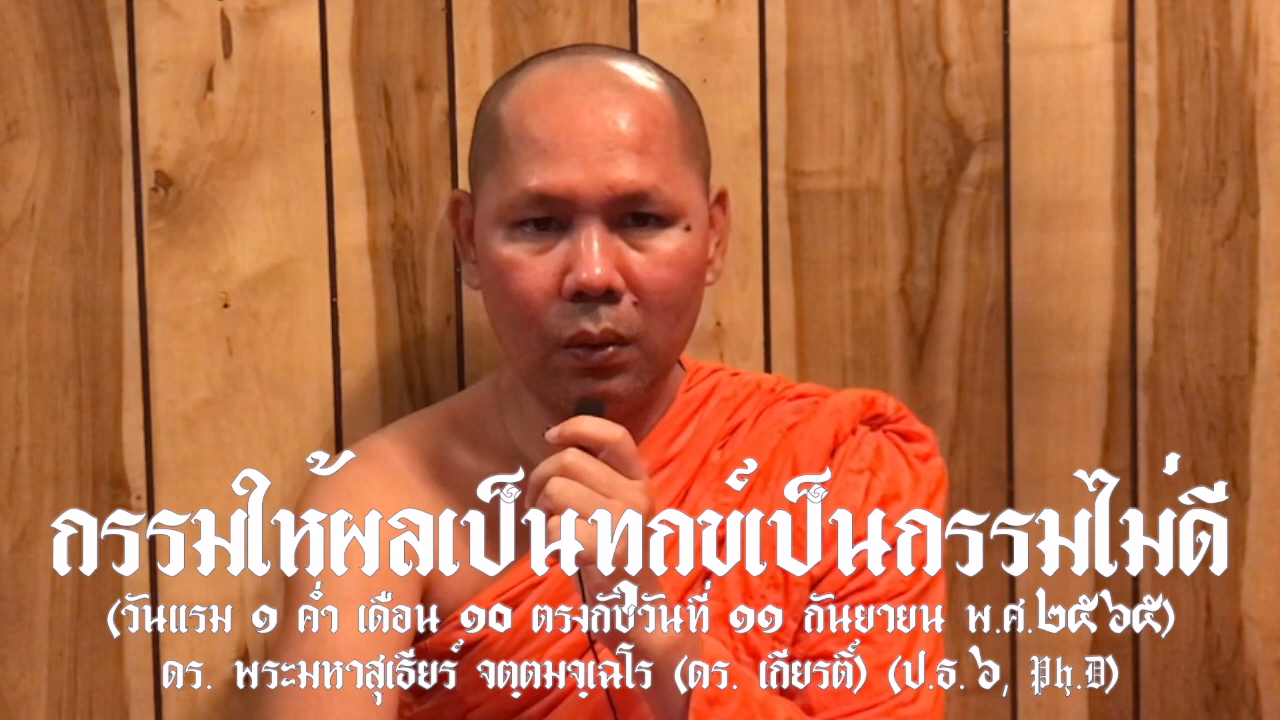 กรรมให้ผลเป็นทุกข์เป็นกรรมไม่ดี
(วันแรม ๑ ค่ำ เดือน ๑๐ ตรงกับวันที่ ๑๑ กันยายน พ.ศ.๒๕๖๕)
ดร. พระมหาสุเธียร์ จตฺตมจฺเฉโร (ดร. เกียรติ์) (ป.ธ.๖, Ph.D)